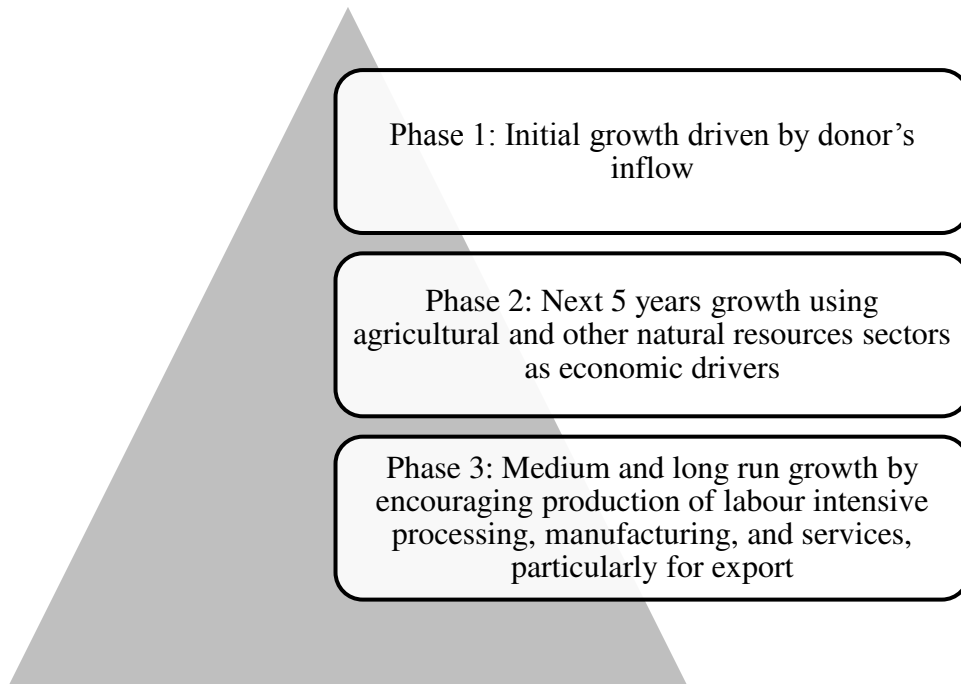 Phase 1: Initial growth driven by donor’s
inflow
Phase 2: Next 5 years growth using
agricultural and other natural resources sectors
as economic drivers
Phase 3: Medium and long run growth by
encouraging production of labour intensive
processing, manufacturing, and services,
particularly for export